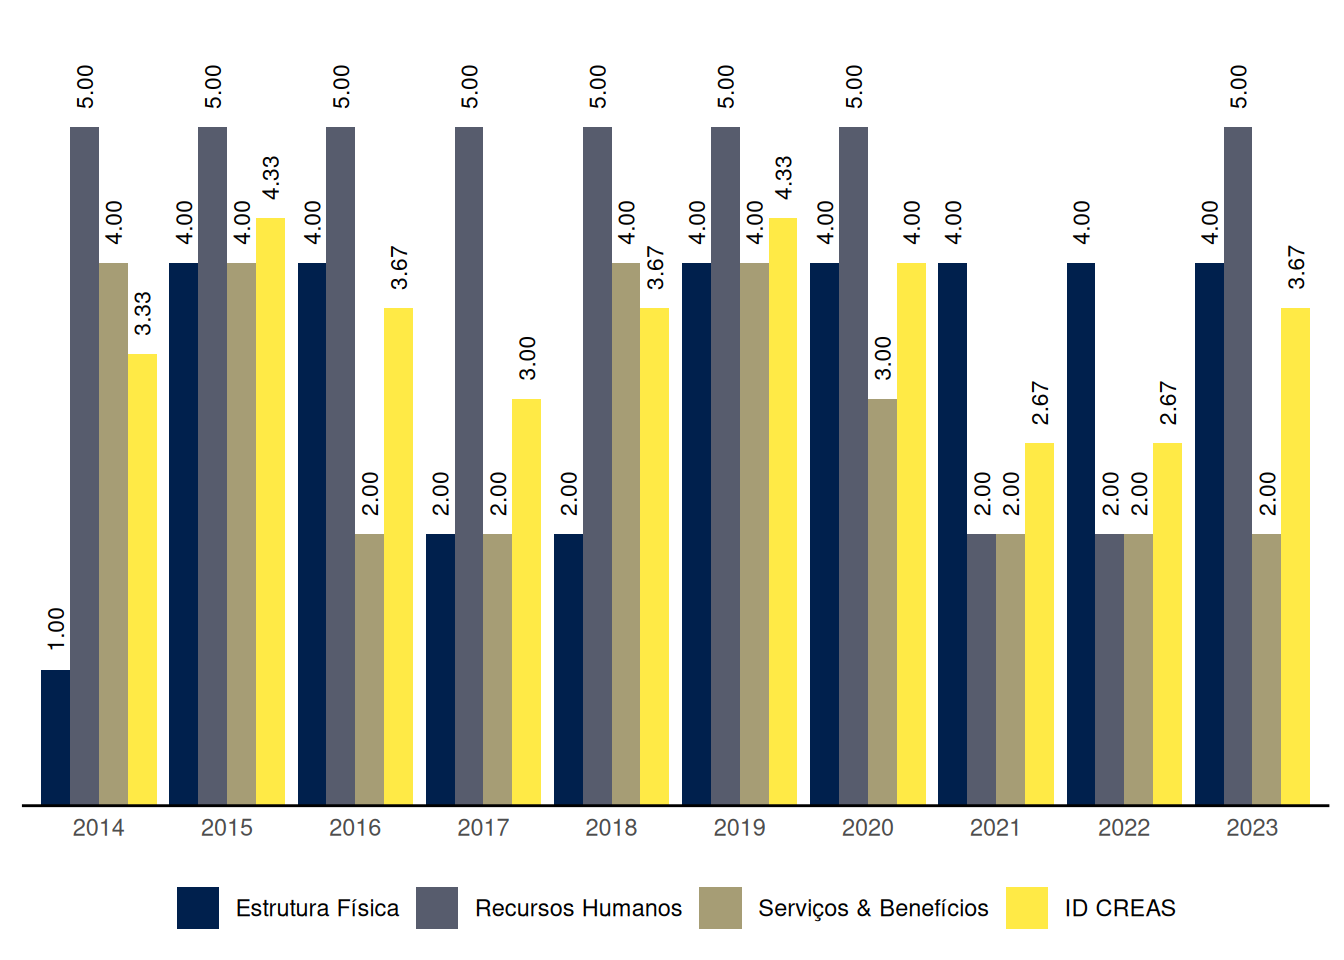 5.00 5.00 5.00 5.00 5.00 5.00 5.00 5.00
4.33 4.33
4.00 4.00 4.00 4.00 4.00 4.00 4.00 4.00 4.00 4.00 4.00 4.00
3.67 3.67 3.67
3.33
3.00 3.00
2.67 2.67
2.00 2.00 2.00 2.00 2.00 2.00 2.00 2.00 2.00
1.00
2014 2015 2016 2017 2018 2019 2020 2021 2022 2023
Estrutura Física Recursos Humanos Serviços & Benefícios ID CREAS